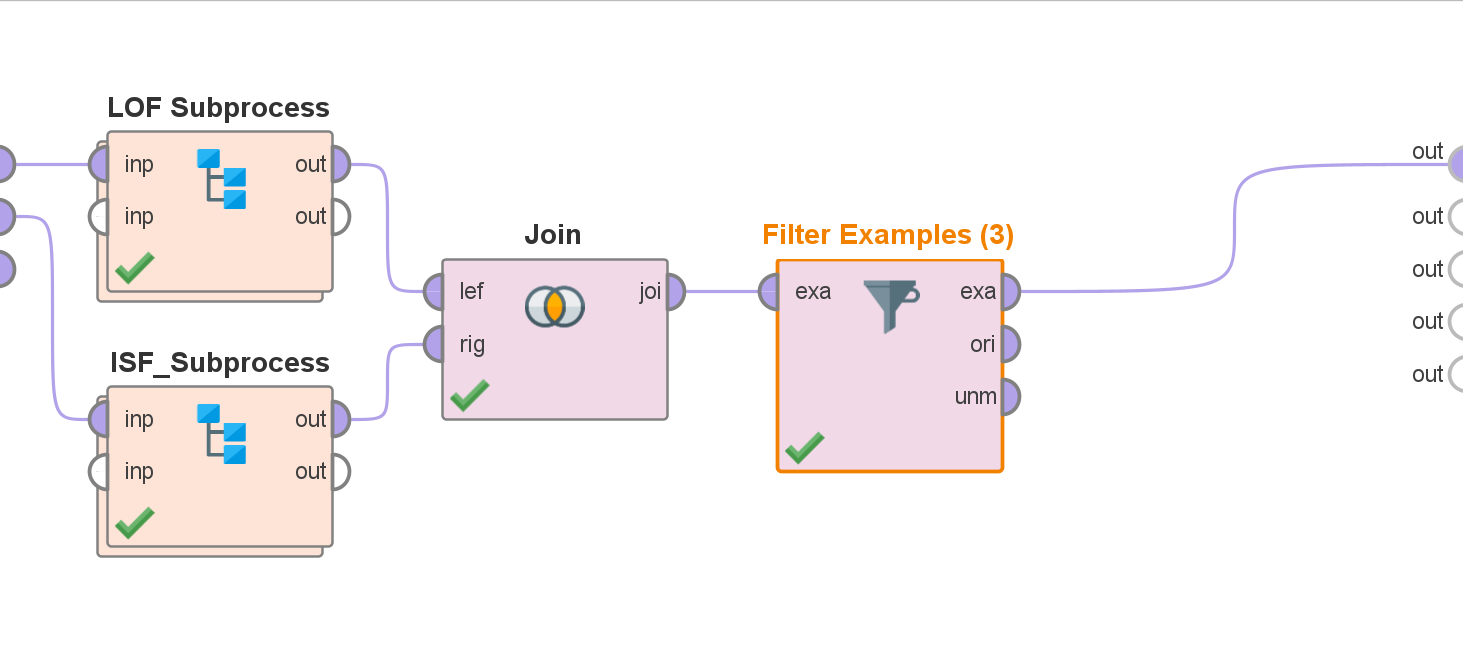 LOF Subprocess
inp out
inp out
ISF_Subprocess
inp out
inp out
Join
lef joi
rig
Filter Examples (3)
exa exa
ori
unm
out
out
out
out
out